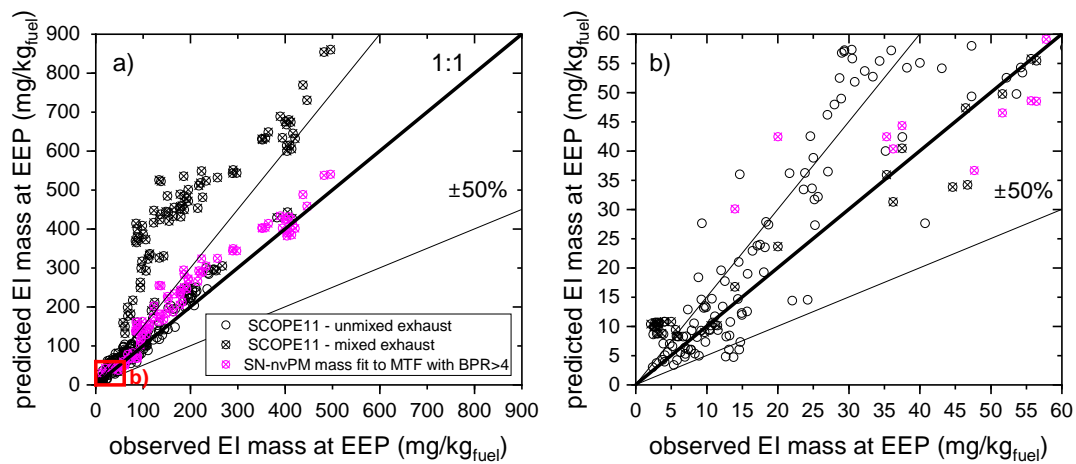 a)
1:1
±50%
900
800
700
600
500
400
300
200
100
0
0 100 200 300 400 500 600 700 800 900
predicted EI mass at EEP (mg/kg_fuel)
observed EI mass at EEP (mg/kg_fuel)
SCOPE11 - unmixed exhaust
SCOPE11 - mixed exhaust
SN-nvPM mass fit to MTF with BPR>4
b)
b)
±50%
60
55
50
45
40
35
30
25
20
15
10
5
0
0 5 10 15 20 25 30 35 40 45 50 55 60
predicted EI mass at EEP (mg/kg_fuel)
observed EI mass at EEP (mg/kg_fuel)